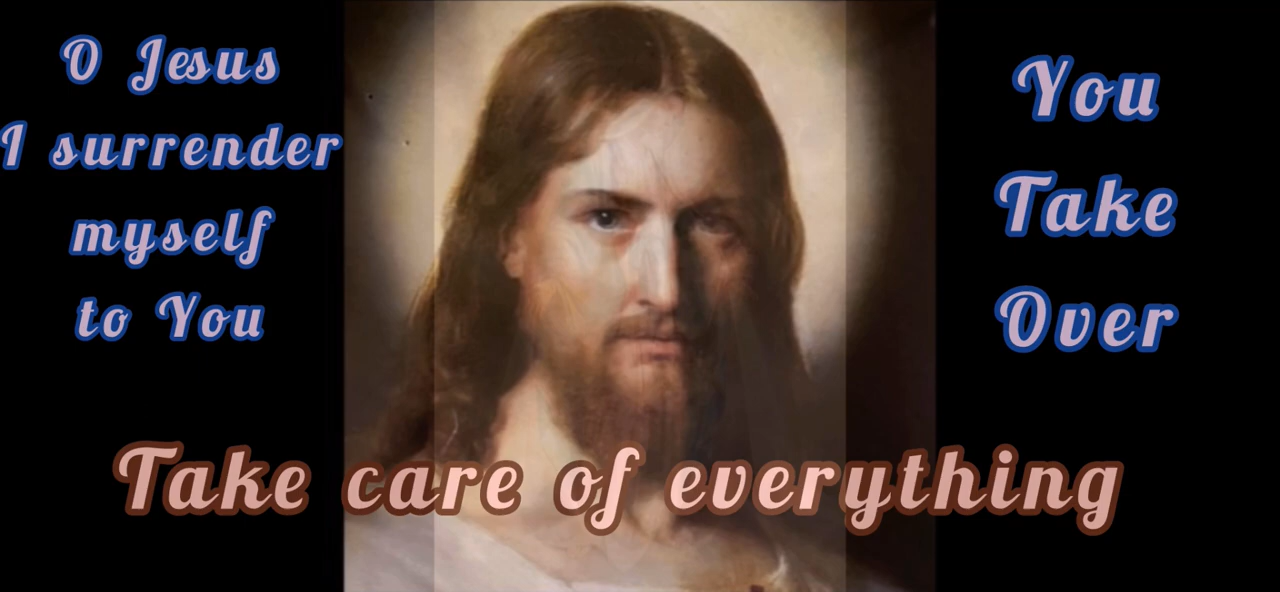 O Jesus
I surrender
myself
to You
You
Take
Over
Take care of everything